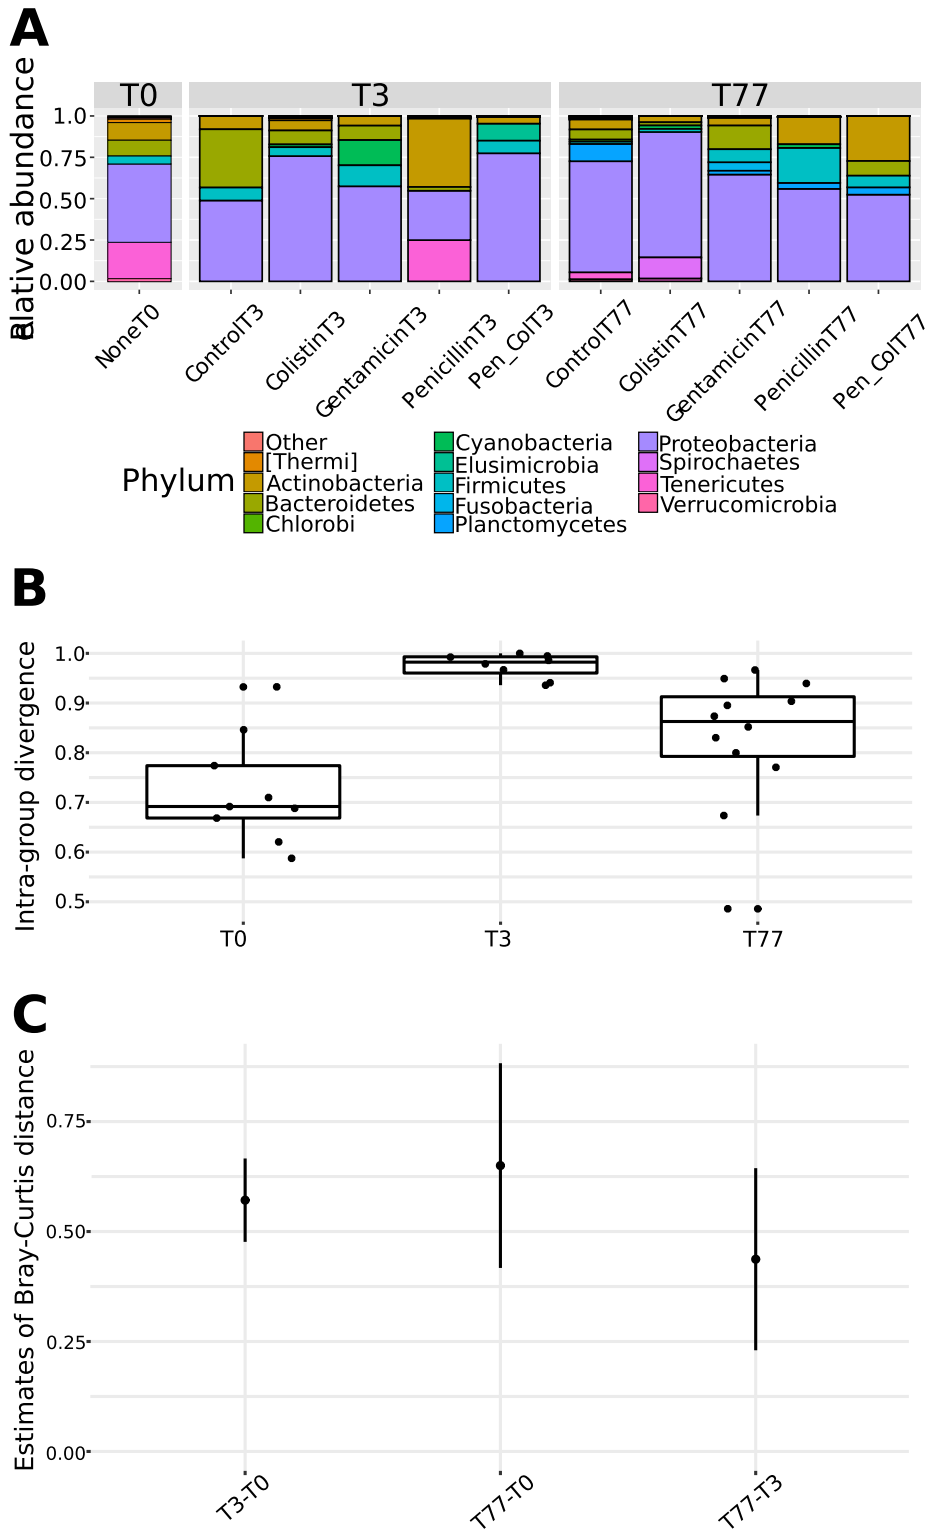 A
Relative abundance
T0
T3
T77
1.0
0.75
0.50
0.25
0.00
NoneT0
ControlT3
ColistinT3
GentamicinT3
PenicillinT3
Pen_ColT3
ControlT77
ColistinT77
GentamicinT77
PenicillinT77
Pen_ColT77
Phylum
Other
[Thermi]
Actinobacteria
Bacteroidetes
Chlorobi
Cyanobacteria
Elusimicrobia
Firmicutes
Fusobacteria
Planctomycetes
Proteobacteria
Spirochaetes
Tenericutes
Verrucomicrobia
B
Intra-group divergence
1.0
0.9
0.8
0.7
0.6
0.5
T0
T3
T77
C
Estimates of Bray-Curtis distance
0.75
0.50
0.25
0.00
T3-T0
T77-T0
T77-T3